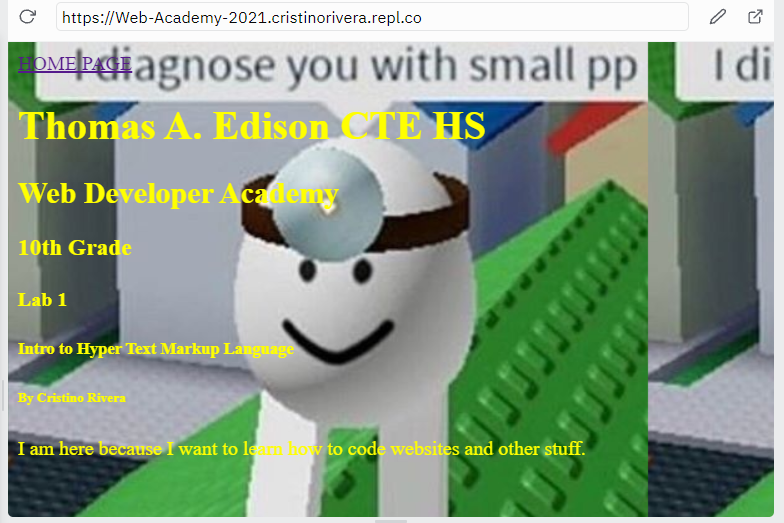 https://Web-Academy-2021.cristinorivera.repl.co
I diagnose you with small pp
I di
HOME PAGE
Thomas A. Edison CTE HS
Web Developer Academy
10th Grade
Lab 1
Intro to Hyper Text Markup Language
By Cristino Rivera
I am here because I want to learn how to code websites and other stuff.